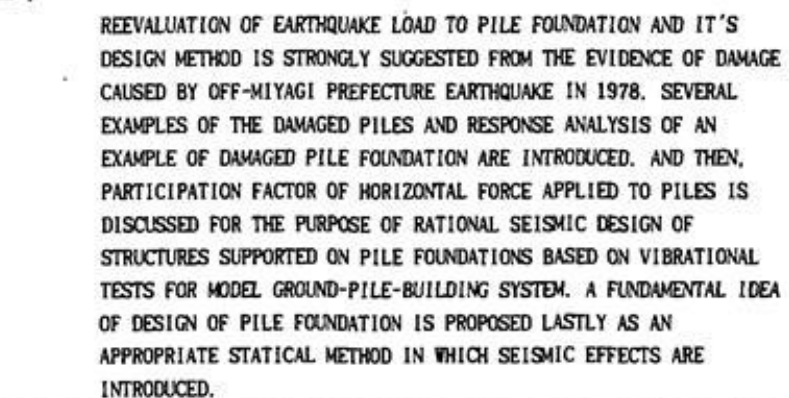 REEVALUATION OF EARTHQUAKE LOAD TO PILE FOUNDATION AND IT'S
DESIGN METHOD IS STRONGLY SUGGESTED FROM THE EVIDENCE OF DAMAGE
CAUSED BY OFF-MIYAGI PREFECTURE EARTHQUAKE IN 1978. SEVERAL
EXAMPLES OF THE DAMAGED PILES AND RESPONSE ANALYSIS OF AN
EXAMPLE OF DAMAGED PILE FOUNDATION ARE INTRODUCED. AND THEN,
PARTICIPATION FACTOR OF HORIZONTAL FORCE APPLIED TO PILES IS
DISCUSSED FOR THE PURPOSE OF RATIONAL SEISMIC DESIGN OF
STRUCTURES SUPPORTED ON PILE FOUNDATIONS BASED ON VIBRATIONAL
TESTS FOR MODEL GROUND-PILE-BUILDING SYSTEM. A FUNDAMENTAL IDEA
OF DESIGN OF PILE FOUNDATION IS PROPOSED LASTLY AS AN
APPROPRIATE STATICAL METHOD IN WHICH SEISMIC EFFECTS ARE
INTRODUCED.